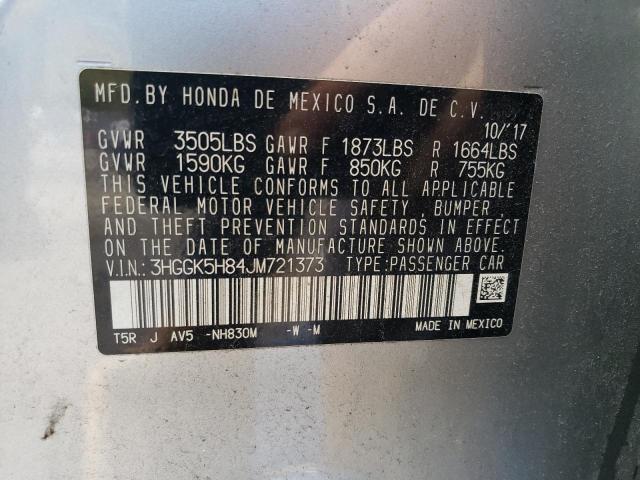 MFD. BY HONDA DE MEXICO S.A. DE C.V.
10/'17
GVWR 3505LBS GAWR F 1873LBS R 1664LBS
GVWR 1590KG GAWR F 850KG R 755KG
THIS VEHICLE CONFORMS TO ALL APPLICABLE
FEDERAL MOTOR VEHICLE SAFETY , BUMPER ,
AND THEFT PREVENTION STANDARDS IN EFFECT
ON THE DATE OF MANUFACTURE SHOWN ABOVE.
V.I.N.: 3HGGK5H84JM721373 TYPE:PASSENGER CAR
T5R J AV5 -NH830M -W -M MADE IN MEXICO